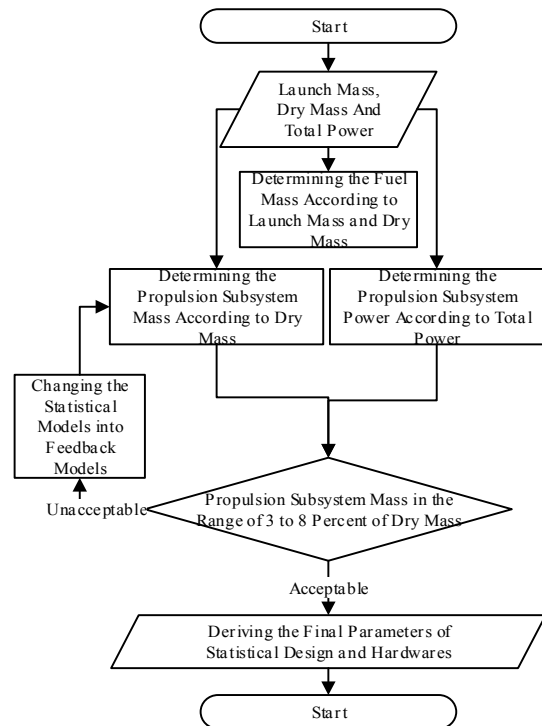 Start
Launch Mass,
Dry Mass And
Total Power
Determining the Fuel
Mass According to
Launch Mass and Dry
Mass
Determining the
Propulsion Subsystem
Mass According to Dry
Mass
Determining the
Propulsion Subsystem
Power According to Total
Power
Changing the
Statistical
Models into
Feedback
Models
Unacceptable
Propulsion Subsystem Mass in the
Range of 3 to 8 Percent of Dry Mass
Acceptable
Deriving the Final Parameters of
Statistical Design and Hardwares
Start